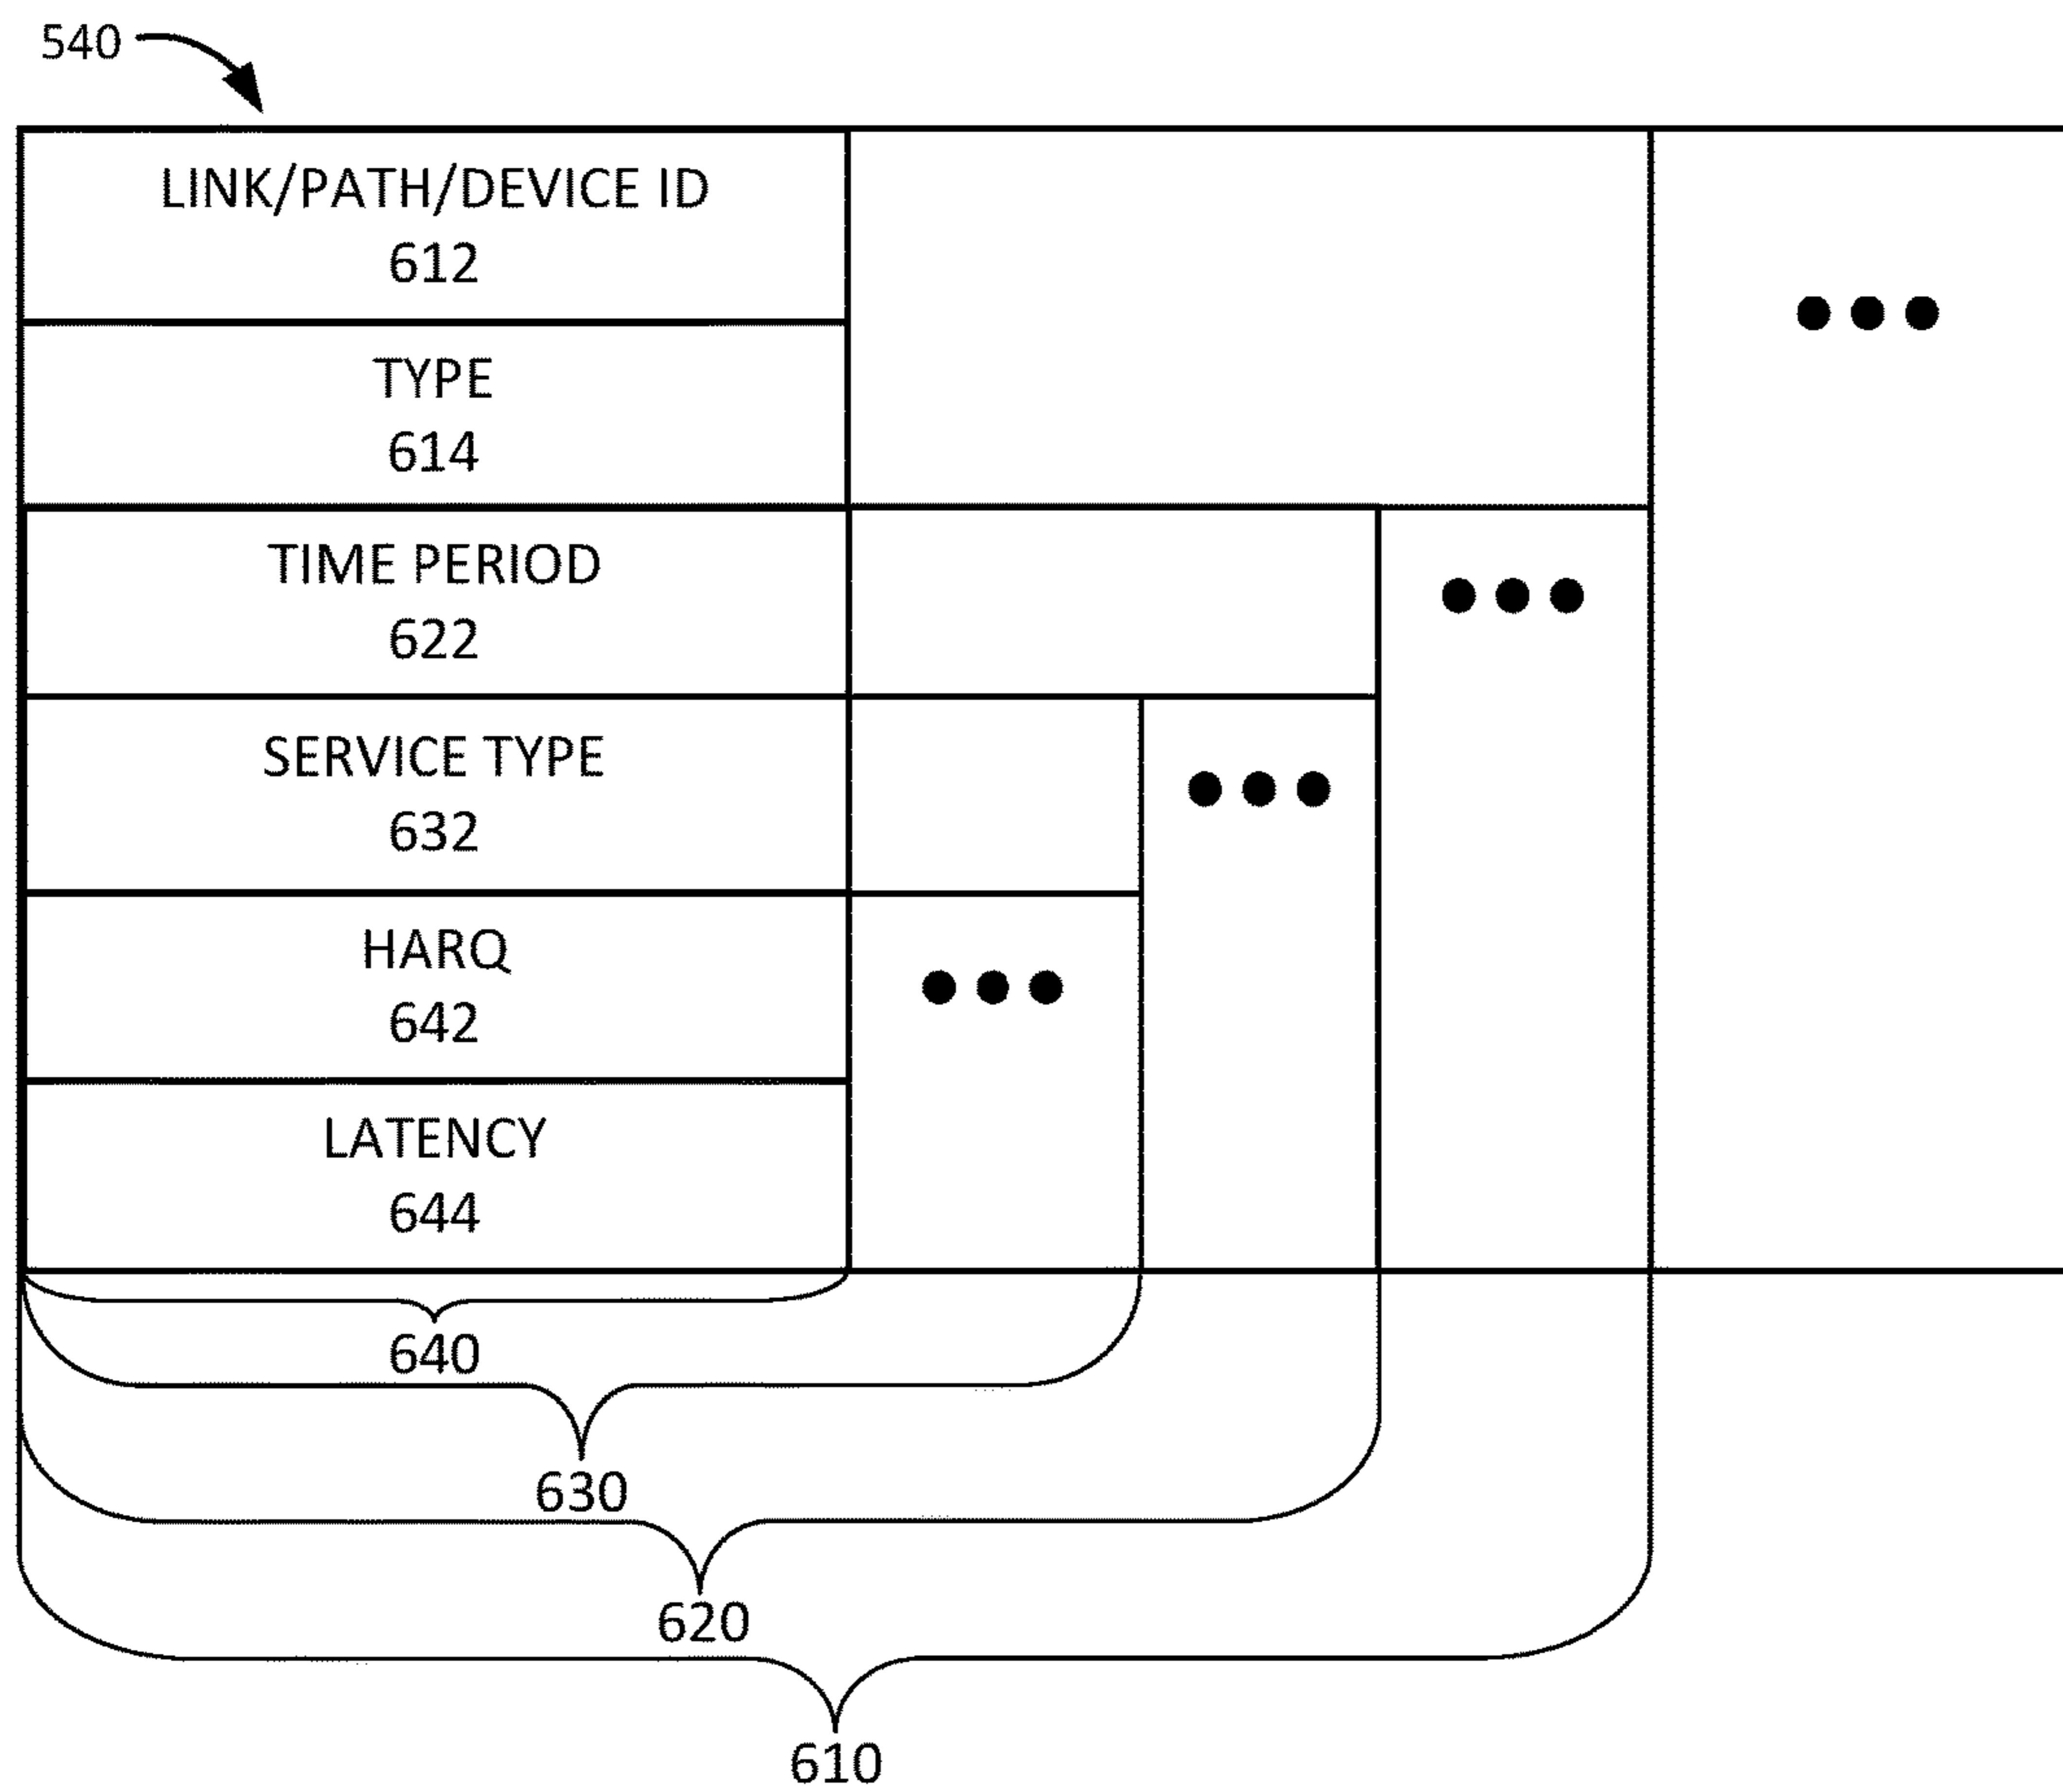 540
LINK/PATH/DEVICE ID
612
TYPE
614
TIME PERIOD
622
SERVICE TYPE
632
HARQ
642
LATENCY
644
640
630
620
610